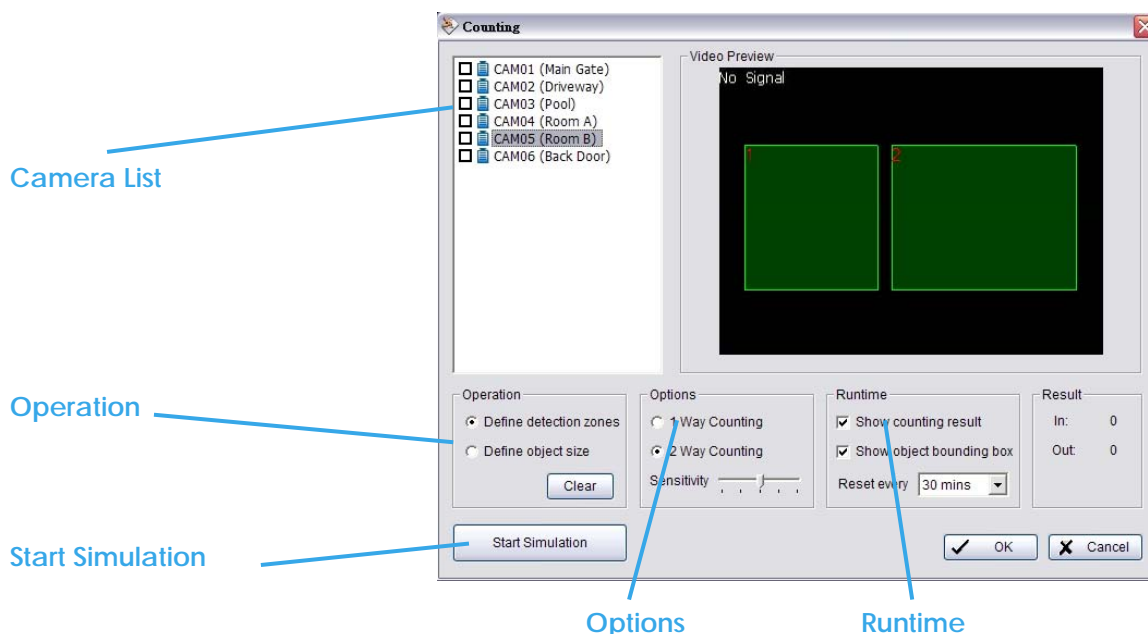 Counting
CAM01 (Main Gate)
CAM02 (Driveway)
CAM03 (Pool)
CAM04 (Room A)
CAM05 (Room B)
CAM06 (Back Door)
Video Preview
No Signal
1
2
Camera List
Operation
Operation
Define detection zones
Define object size
Clear
Options
1 Way Counting
2 Way Counting
Sensitivity
Runtime
Show counting result
Show object bounding box
Reset every 30 mins
Result
In: 0
Out: 0
Start Simulation
Start Simulation
OK
Cancel
Options
Runtime